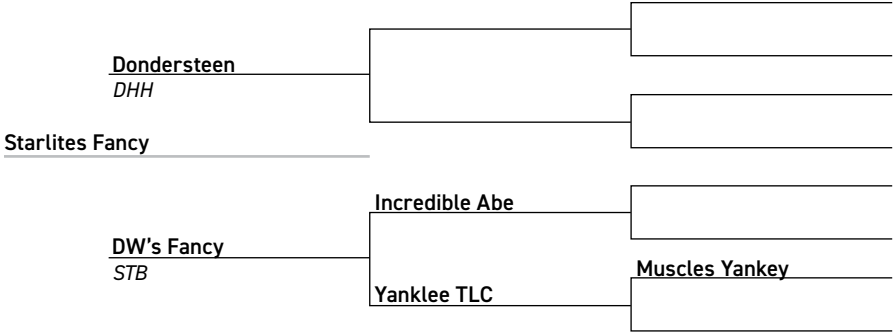 Dondersteen
DHH
Starlites Fancy
Incredible Abe
DW's Fancy
STB
Muscles Yankey
Yanklee TLC